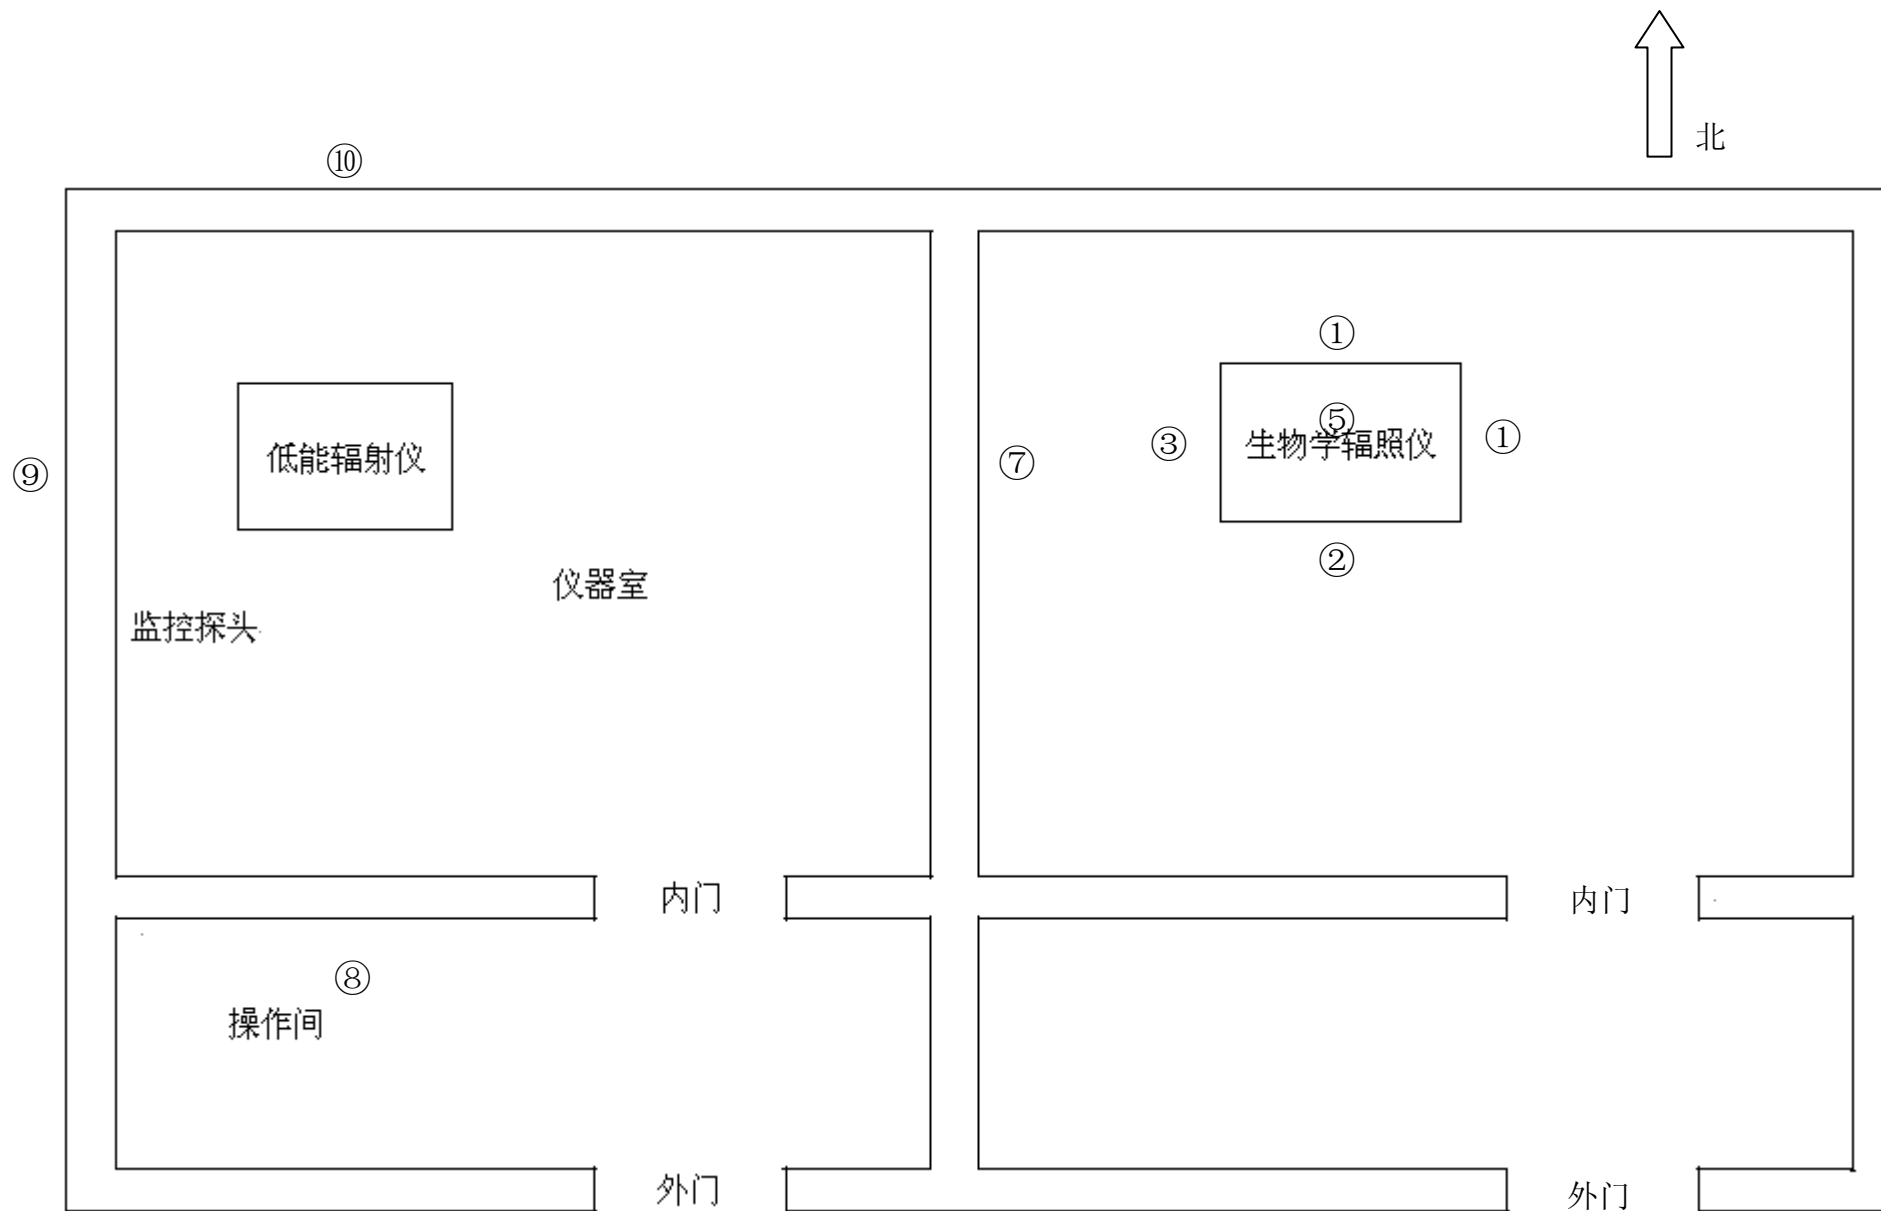 北
⑩
①
⑤
低能辐射仪
生物学辐照仪
③
①
⑨
⑦
②
仪器室
监控探头
内门
内门
⑧
操作间
外门
外门